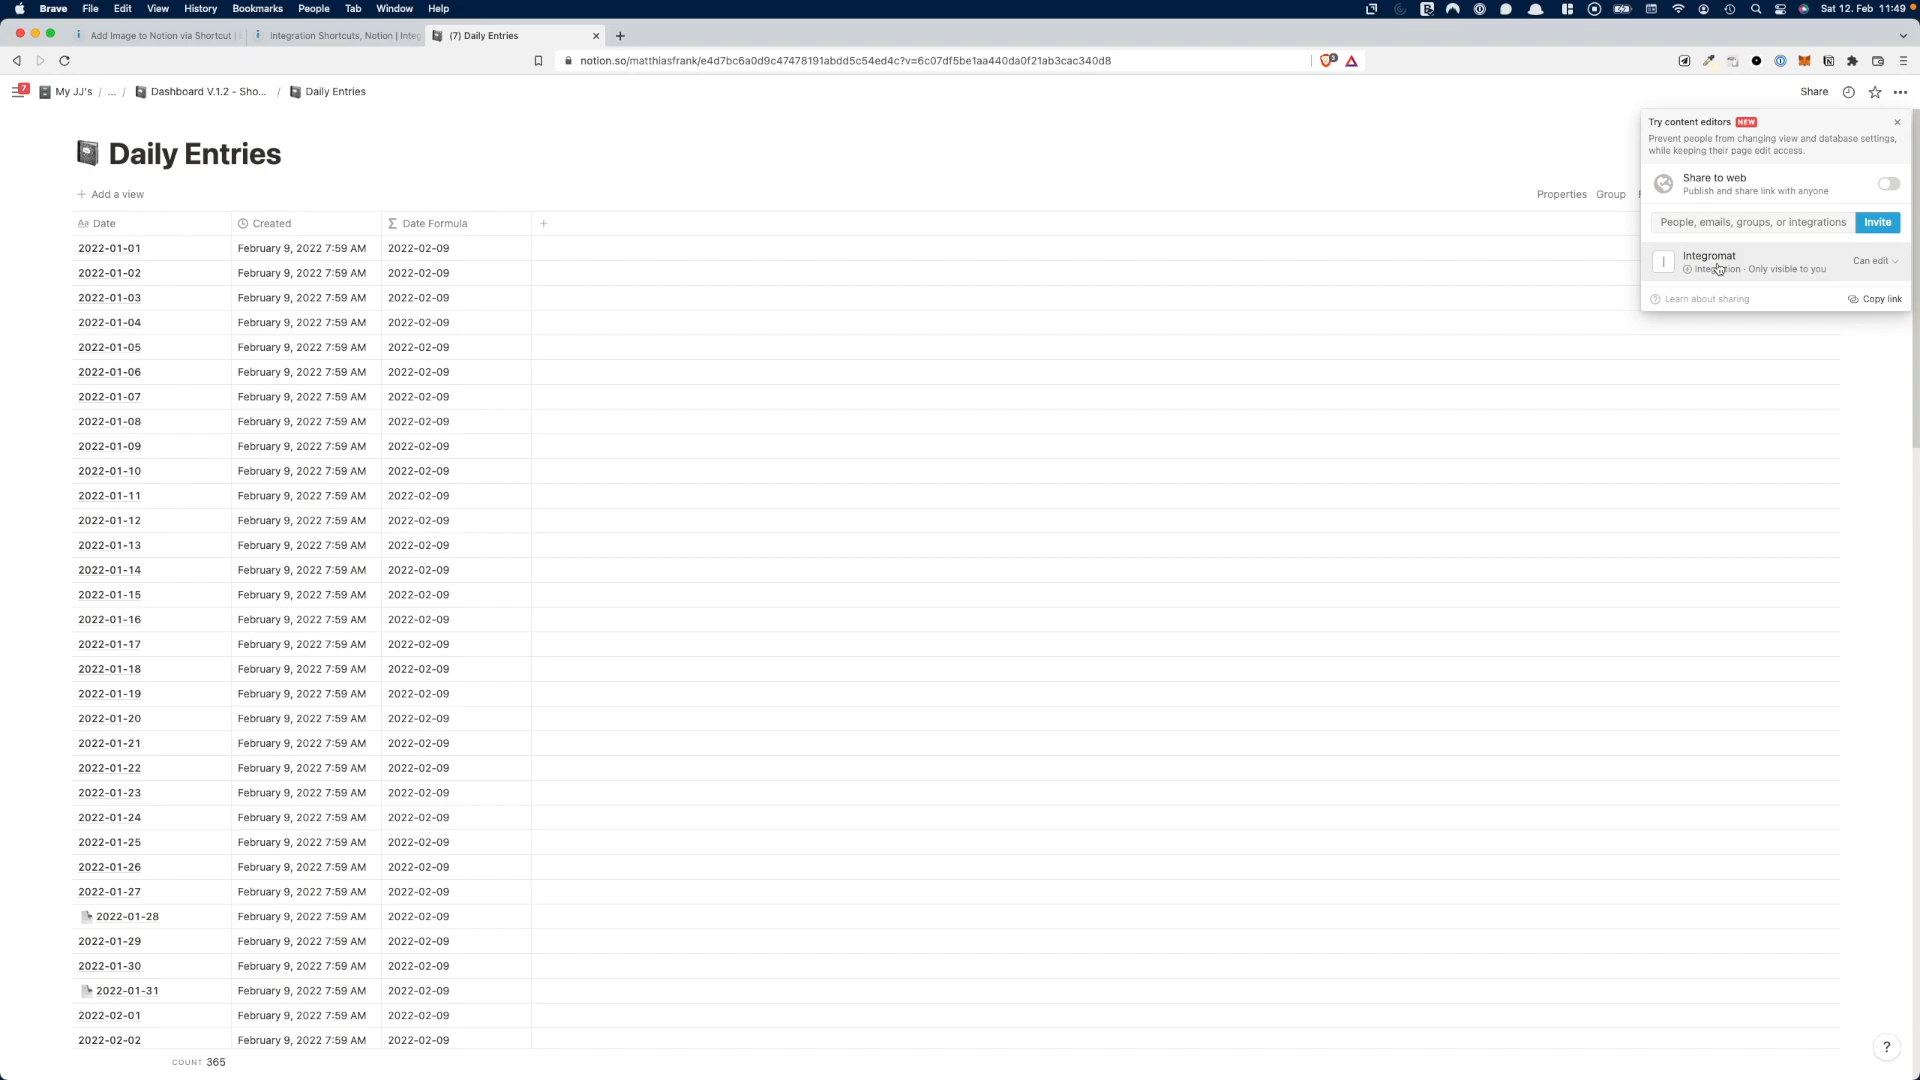 Brave File Edit View History Bookmarks People Tab Window Help Sat 12. Feb 11:49
Add Image to Notion via Shortcut | Integration Shortcuts, Notion | Integ (7) Daily Entries
notion.so/matthiasfrank/e4d7bc6a0d9c47478191abdd5c54ed4c?v=6c07df5be1aa440da0f21ab3cac340d8 3
7 My JJ's / ... / Dashboard V.1.2 - Sho... / Daily Entries Share
Try content editors NEW
Prevent people from changing view and database settings,
while keeping their page edit access.
Daily Entries
Share to web
Publish and share link with anyone
+ Add a view Properties Group F
People, emails, groups, or integrations Invite
Aa Date Created Σ Date Formula +
Integromat
Integration · Only visible to you Can edit
Learn about sharing Copy link
2022-01-01 February 9, 2022 7:59 AM 2022-02-09
2022-01-02 February 9, 2022 7:59 AM 2022-02-09
2022-01-03 February 9, 2022 7:59 AM 2022-02-09
2022-01-04 February 9, 2022 7:59 AM 2022-02-09
2022-01-05 February 9, 2022 7:59 AM 2022-02-09
2022-01-06 February 9, 2022 7:59 AM 2022-02-09
2022-01-07 February 9, 2022 7:59 AM 2022-02-09
2022-01-08 February 9, 2022 7:59 AM 2022-02-09
2022-01-09 February 9, 2022 7:59 AM 2022-02-09
2022-01-10 February 9, 2022 7:59 AM 2022-02-09
2022-01-11 February 9, 2022 7:59 AM 2022-02-09
2022-01-12 February 9, 2022 7:59 AM 2022-02-09
2022-01-13 February 9, 2022 7:59 AM 2022-02-09
2022-01-14 February 9, 2022 7:59 AM 2022-02-09
2022-01-15 February 9, 2022 7:59 AM 2022-02-09
2022-01-16 February 9, 2022 7:59 AM 2022-02-09
2022-01-17 February 9, 2022 7:59 AM 2022-02-09
2022-01-18 February 9, 2022 7:59 AM 2022-02-09
2022-01-19 February 9, 2022 7:59 AM 2022-02-09
2022-01-20 February 9, 2022 7:59 AM 2022-02-09
2022-01-21 February 9, 2022 7:59 AM 2022-02-09
2022-01-22 February 9, 2022 7:59 AM 2022-02-09
2022-01-23 February 9, 2022 7:59 AM 2022-02-09
2022-01-24 February 9, 2022 7:59 AM 2022-02-09
2022-01-25 February 9, 2022 7:59 AM 2022-02-09
2022-01-26 February 9, 2022 7:59 AM 2022-02-09
2022-01-27 February 9, 2022 7:59 AM 2022-02-09
2022-01-28 February 9, 2022 7:59 AM 2022-02-09
2022-01-29 February 9, 2022 7:59 AM 2022-02-09
2022-01-30 February 9, 2022 7:59 AM 2022-02-09
2022-01-31 February 9, 2022 7:59 AM 2022-02-09
2022-02-01 February 9, 2022 7:59 AM 2022-02-09
2022-02-02 February 9, 2022 7:59 AM 2022-02-09
COUNT 365
?